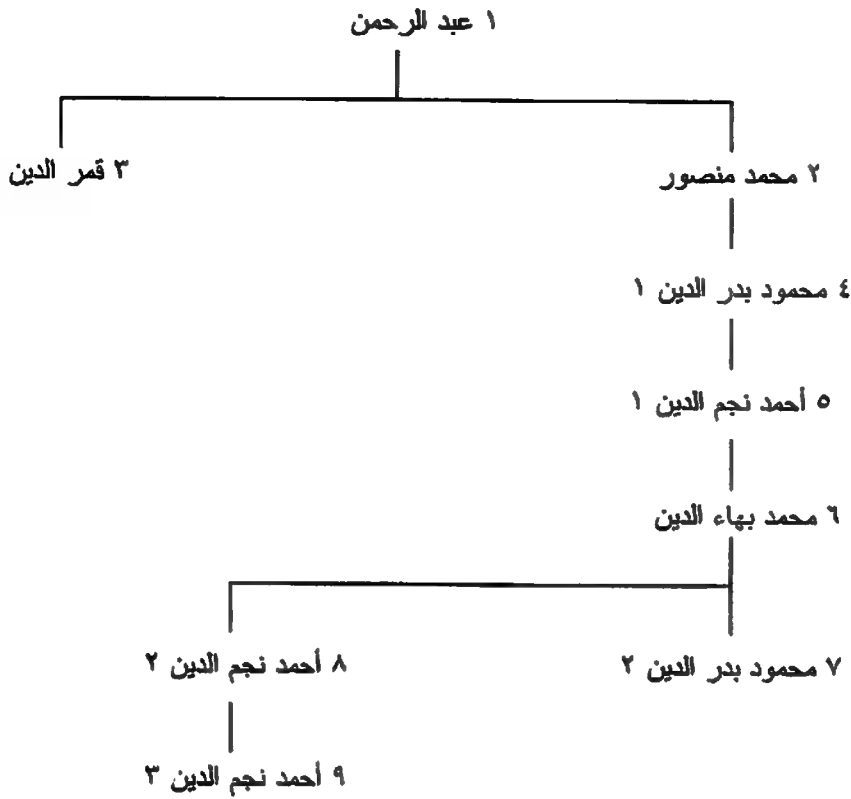 ١ عبد الرحمن
٢ محمد منصور
٣ قمر الدين
٤ محمود بدر الدين ١
٥ أحمد نجم الدين ١
٦ محمد بهاء الدين
٧ محمود بدر الدين ٢
٨ أحمد نجم الدين ٢
٩ أحمد نجم الدين ٣